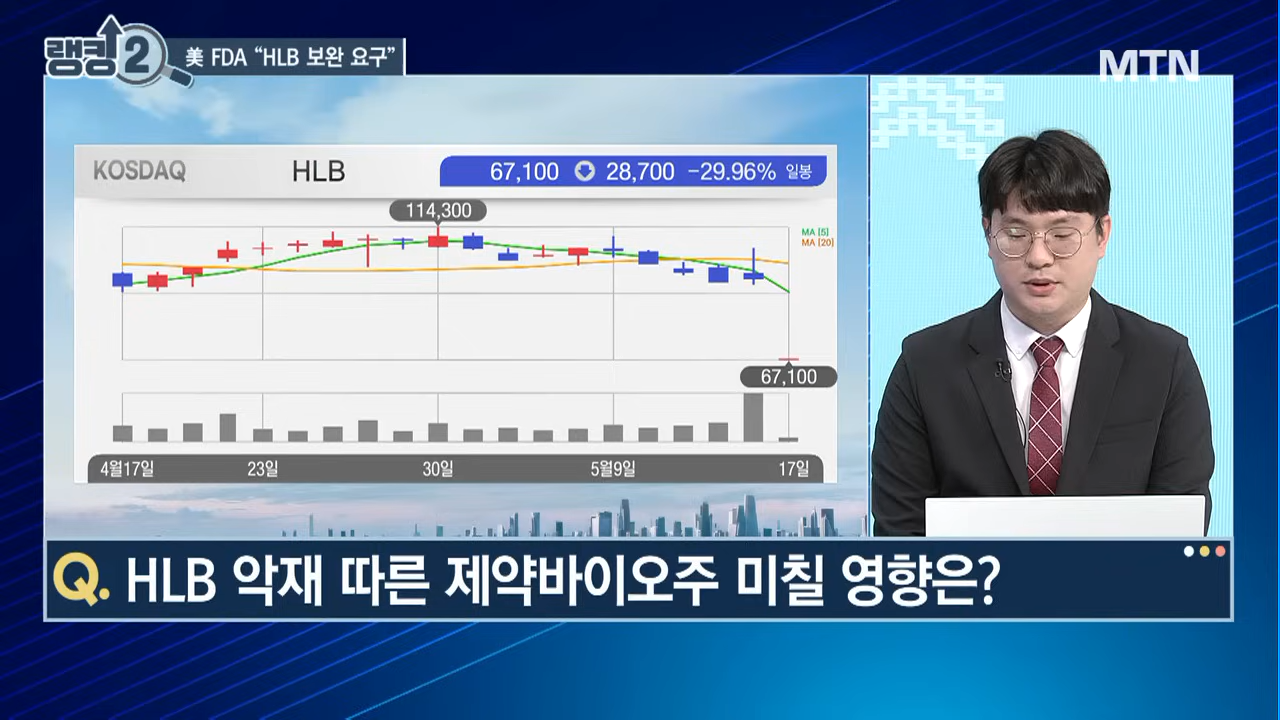 랭킹 2
美 FDA “HLB 보완 요구”
MTN
KOSDAQ HLB 67,100 28,700 -29.96% 일봉
114,300
MA [5]
MA [20]
67,100
4월17일 23일 30일 5월9일 17일
Q. HLB 악재 따른 제약바이오주 미칠 영향은?